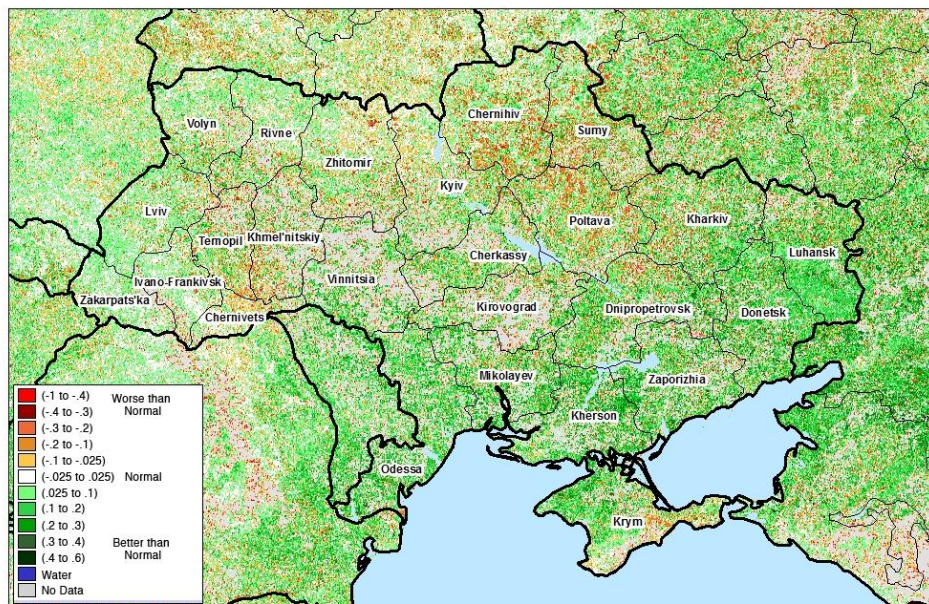 Chernihiv
Volyn
Rivne
Sumy
Zhitomir
Kyiv
Lviv
Poltava
Kharkiv
Ternopil
Khmel'nitskiy
Cherkassy
Luhansk
Vinnitsia
Ivano-Frankivsk
Zakarpats'ka
Kirovograd
Dnipropetrovsk
Donetsk
Chernivets
Mikolayev
Zaporizhia
Kherson
Odessa
Krym
(-1 to -.4) Worse than
(-.4 to -.3) Normal
(-.3 to -.2)
(-.2 to -.1)
(-.1 to -.025)
(-.025 to .025) Normal
(.025 to .1)
(.1 to .2)
(.2 to .3)
(.3 to .4) Better than
(.4 to .6) Normal
Water
No Data